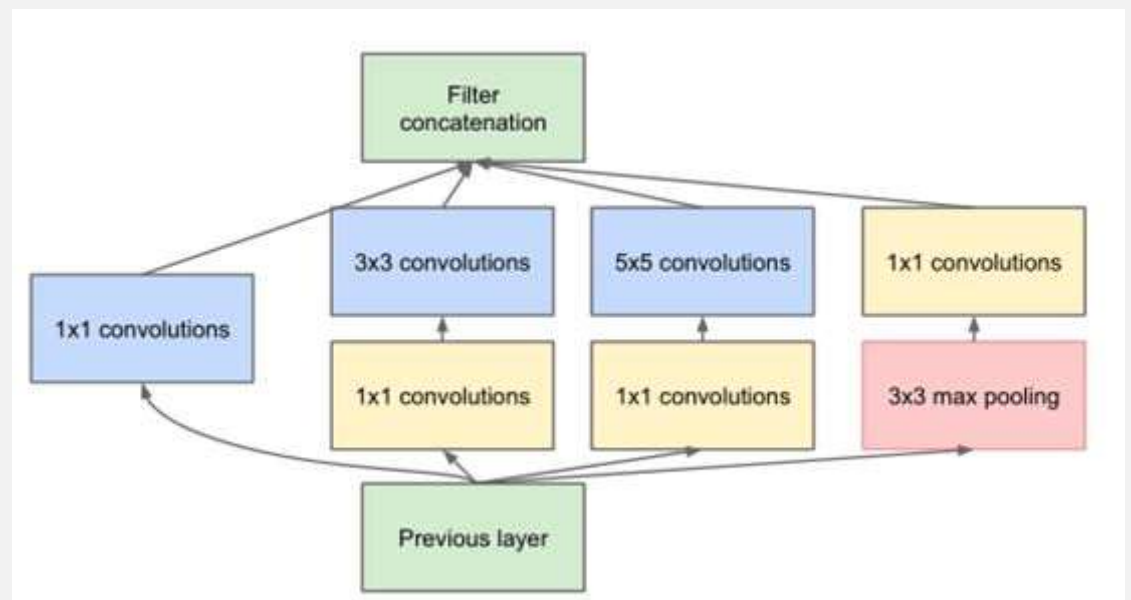 Filter
concatenation
3x3 convolutions
5x5 convolutions
1x1 convolutions
1x1 convolutions
1x1 convolutions
1x1 convolutions
3x3 max pooling
Previous layer